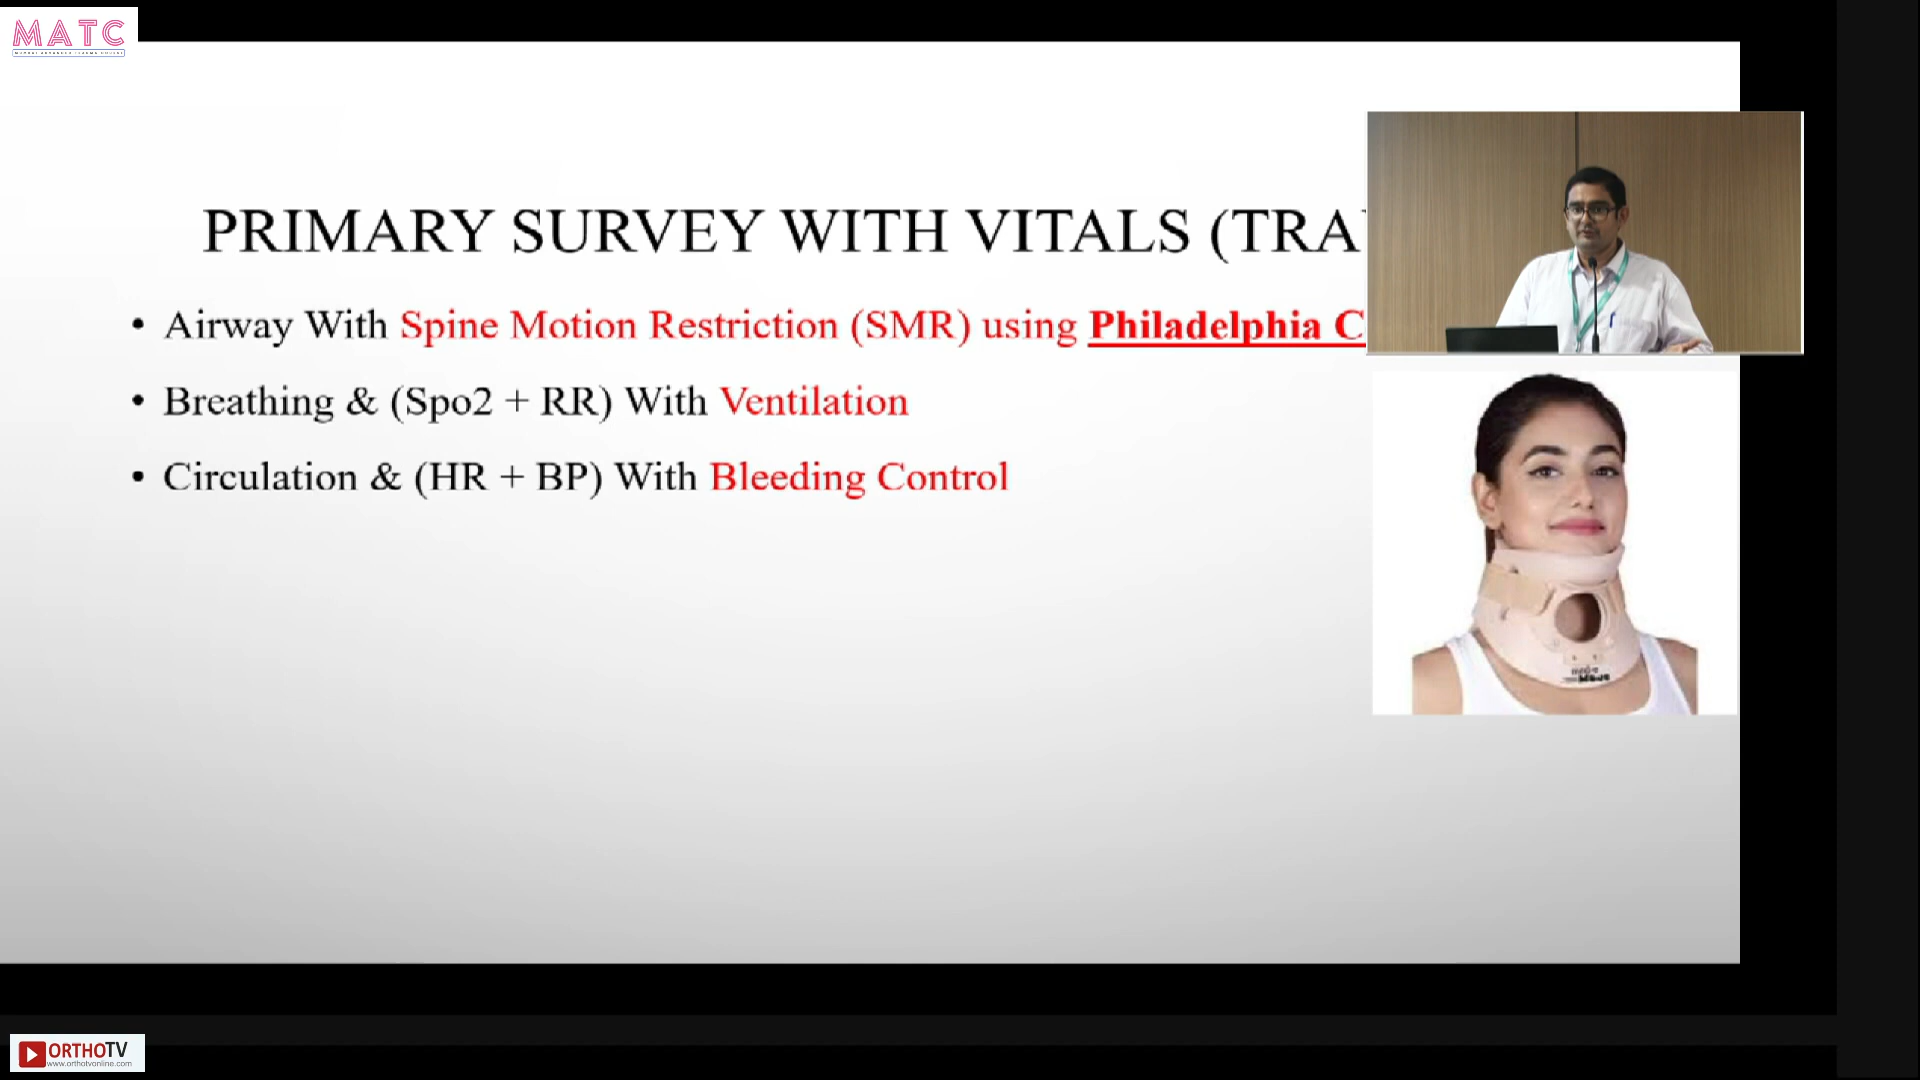 MATC
PRIMARY SURVEY WITH VITALS (TRA
• Airway With Spine Motion Restriction (SMR) using Philadelphia C
• Breathing & (Spo2 + RR) With Ventilation
• Circulation & (HR + BP) With Bleeding Control
ORTHOTV
www.orthotvonline.com